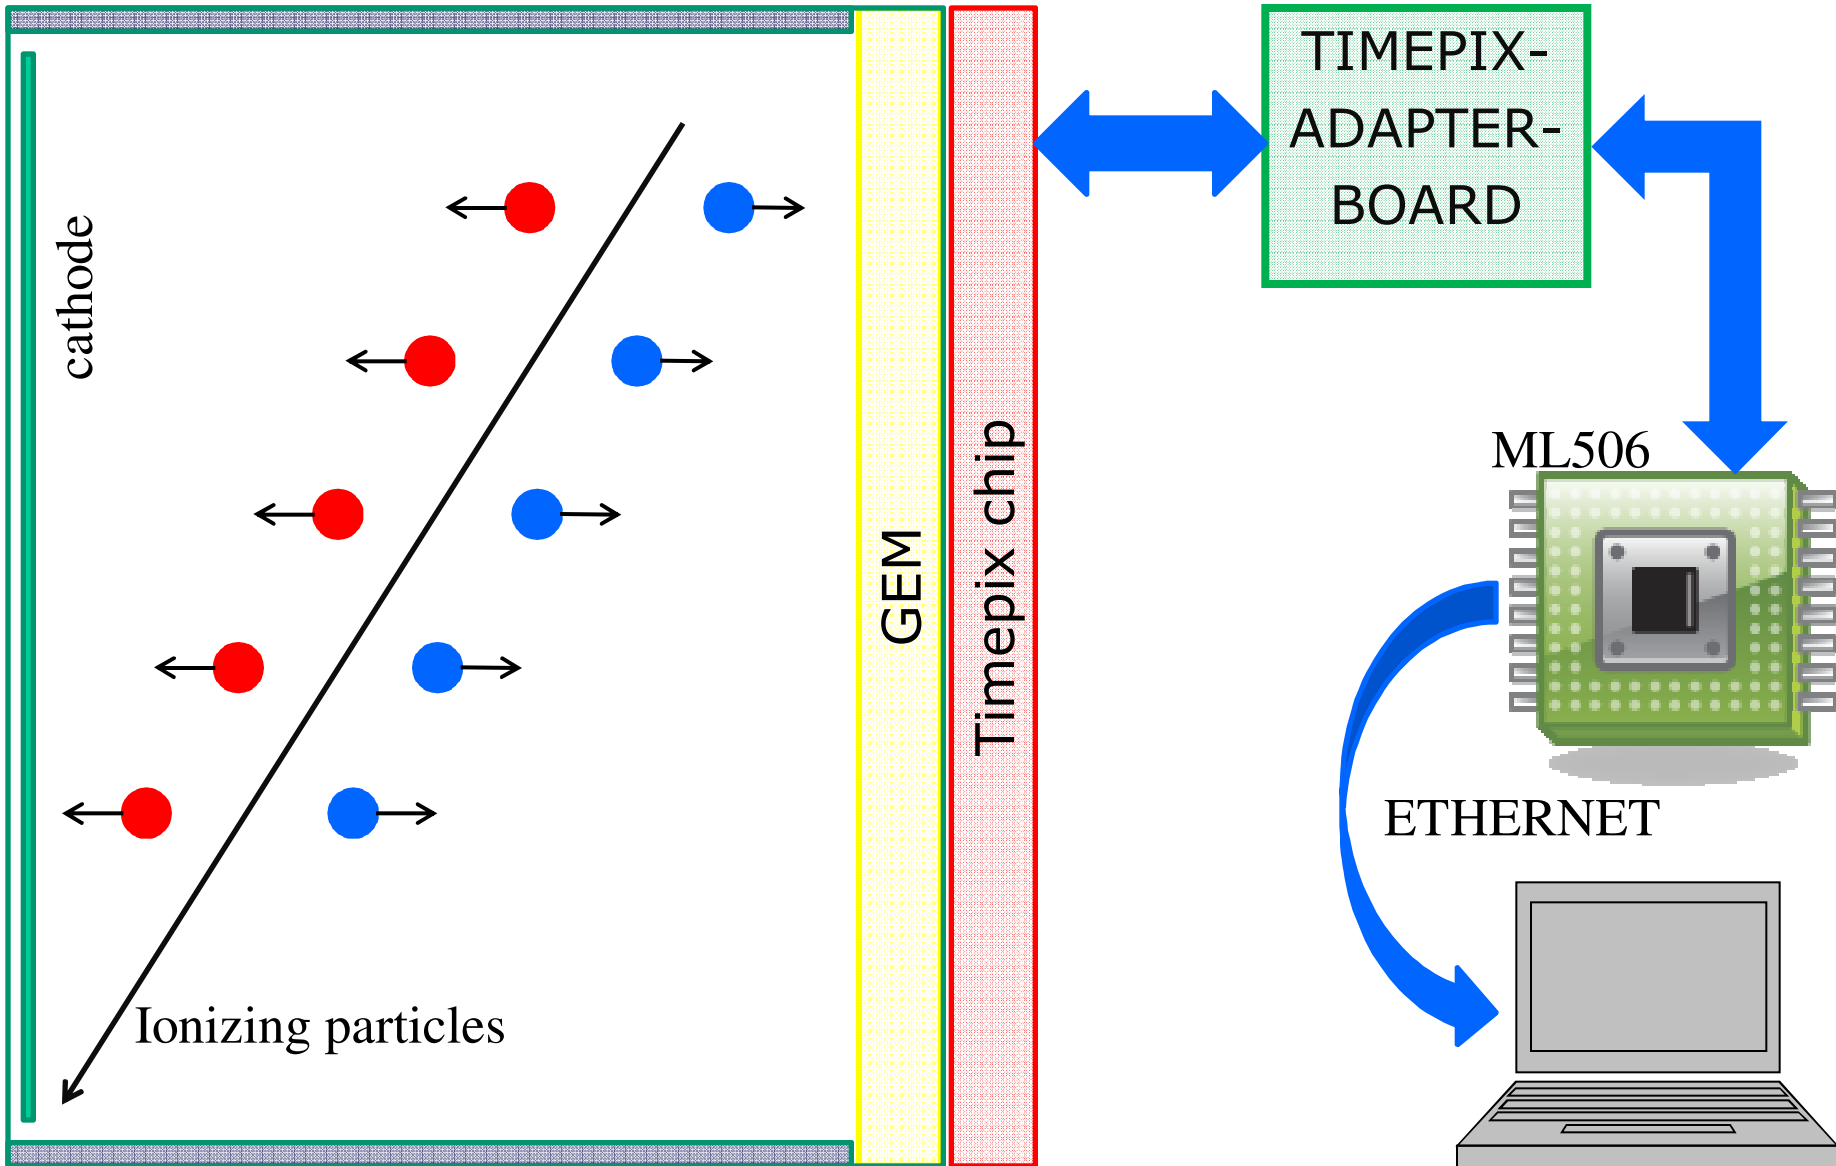 cathode
Ionizing particles
GEM
Timepix chip
TIMEPIX-
ADAPTER-
BOARD
ML506
ETHERNET